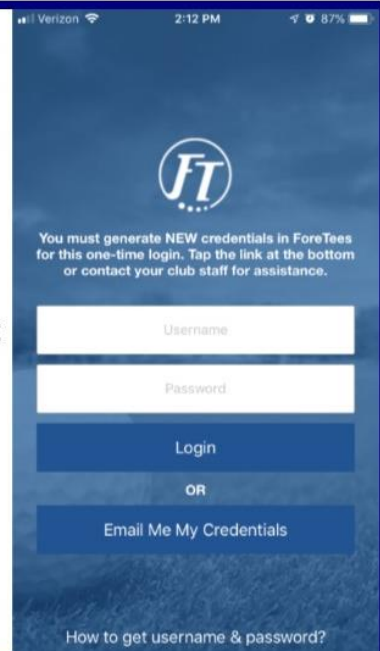 Verizon 2:12 PM 87%
FT
You must generate NEW credentials in ForeTees
for this one-time login. Tap the link at the bottom
or contact your club staff for assistance.
Username
Password
Login
OR
Email Me My Credentials
How to get username & password?